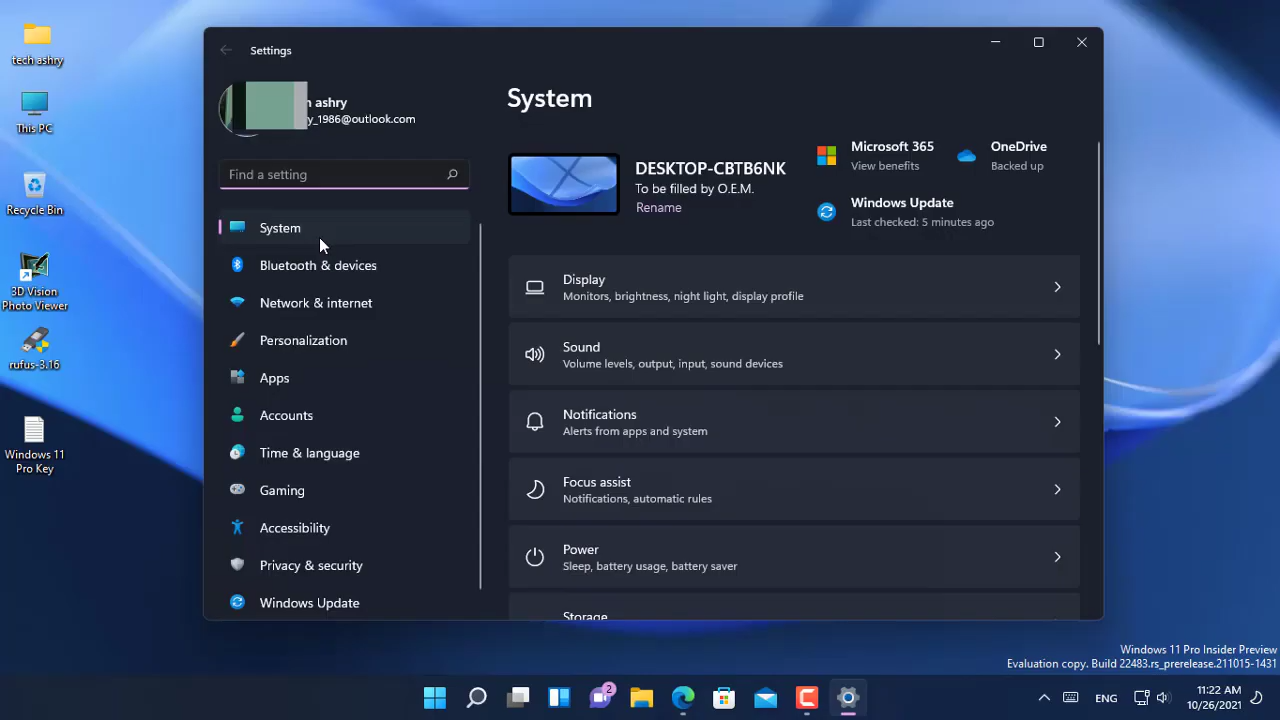 tech ashry
This PC
Recycle Bin
3D Vision
Photo Viewer
rufus-3.16
Windows 11
Pro Key
Settings
ashry
_1986@outlook.com
Find a setting
System
Bluetooth & devices
Network & internet
Personalization
Apps
Accounts
Time & language
Gaming
Accessibility
Privacy & security
Windows Update
System
DESKTOP-CBTB6NK
To be filled by O.E.M.
Rename
Microsoft 365
View benefits
OneDrive
Backed up
Windows Update
Last checked: 5 minutes ago
Display
Monitors, brightness, night light, display profile
Sound
Volume levels, output, input, sound devices
Notifications
Alerts from apps and system
Focus assist
Notifications, automatic rules
Power
Sleep, battery usage, battery saver
Storage
Windows 11 Pro Insider Preview
Evaluation copy. Build 22483.rs_prerelease.211015-1431
2
ENG
11:22 AM
10/26/2021